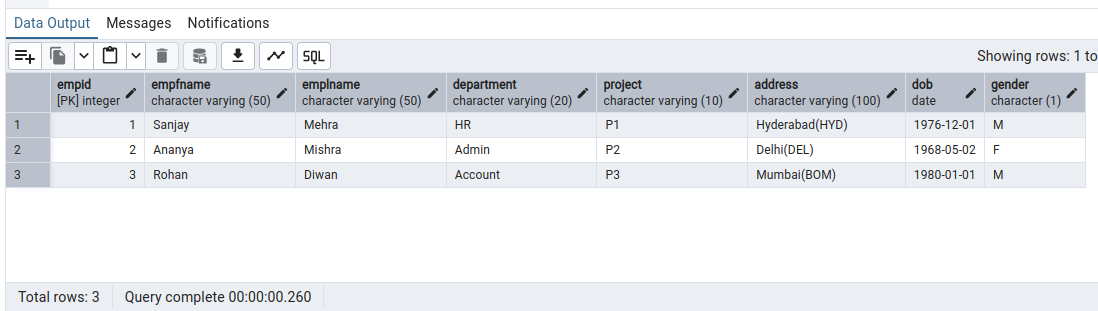 Data Output Messages Notifications
SQL
Showing rows: 1 to
empid empfname emplname department project address dob gender
[PK] integer character varying (50) character varying (50) character varying (20) character varying (10) character varying (100) date character (1)
1 1 Sanjay Mehra HR P1 Hyderabad(HYD) 1976-12-01 M
2 2 Ananya Mishra Admin P2 Delhi(DEL) 1968-05-02 F
3 3 Rohan Diwan Account P3 Mumbai(BOM) 1980-01-01 M
Total rows: 3 Query complete 00:00:00.260